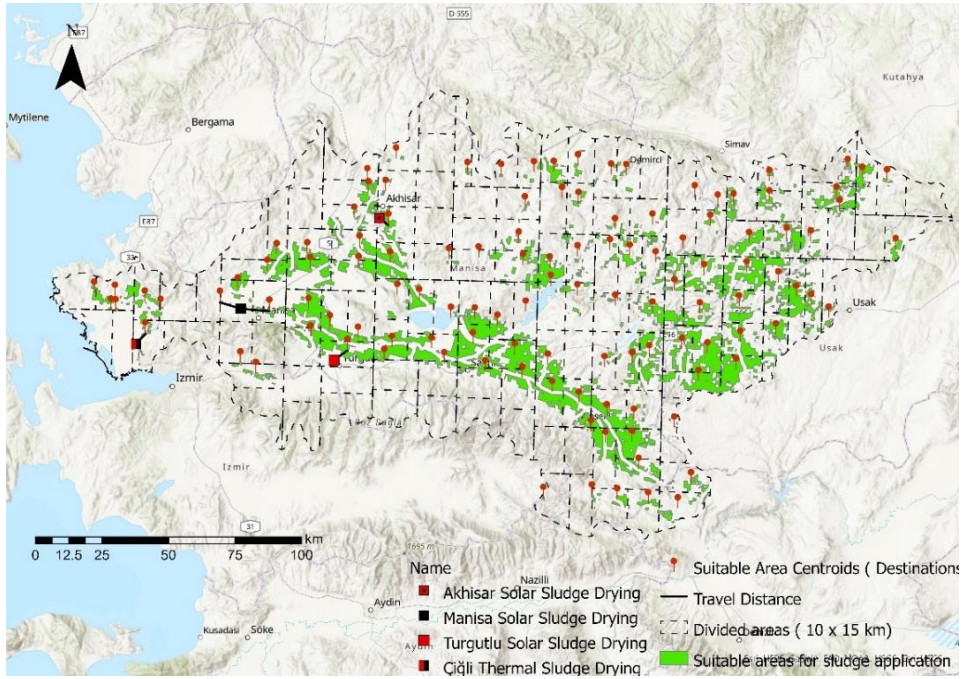 N
E87
D 555
Kutahya
Mytilene
Bergama
Simav
Demirci
Akhisar
E87
Manisa
Usak
Usak
Izmir
Izmir
31
0 12.5 25 50 75 100 km
1695 m
Nazilli
Aydin
Aydin
Kusadasi
Söke
Name
Akhisar Solar Sludge Drying
Manisa Solar Sludge Drying
Turgutlu Solar Sludge Drying
Çiğli Thermal Sludge Drying
Suitable Area Centroids ( Destinations
Travel Distance
Divided areas ( 10 x 15 km)
Suitable areas for sludge application